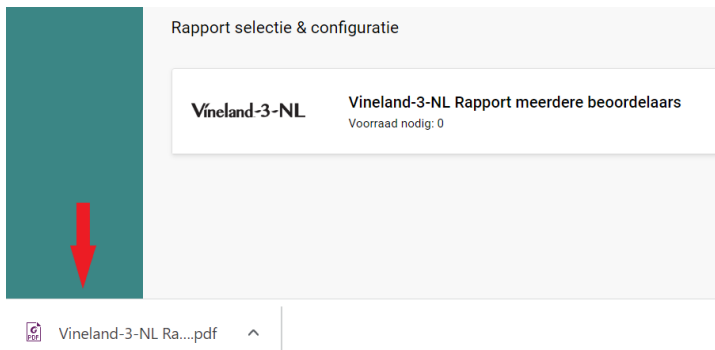 Rapport selectie & configuratie
Vineland-3-NL
Vineland-3-NL Rapport meerdere beoordelaars
Voorraad nodig: 0
PDF
Vineland-3-NL Ra....pdf